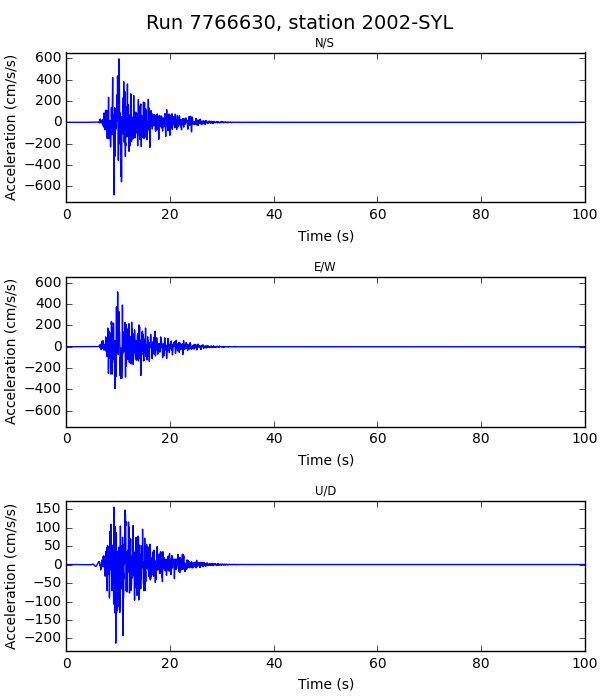 Run 7766630, station 2002-SYL
N/S
600
400
200
0
−200
−400
−600
Acceleration (cm/s/s)
0 20 40 60 80 100
Time (s)
E/W
600
400
200
0
−200
−400
−600
Acceleration (cm/s/s)
0 20 40 60 80 100
Time (s)
U/D
150
100
50
0
−50
−100
−150
−200
Acceleration (cm/s/s)
0 20 40 60 80 100
Time (s)